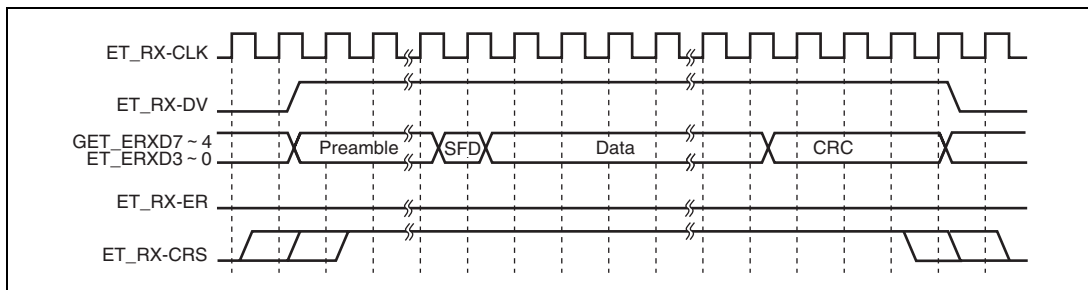 ET_RX-CLK
ET_RX-DV
GET_ERXD7 ~ 4
ET_ERXD3 ~ 0
Preamble
SFD
Data
CRC
ET_RX-ER
ET_RX-CRS